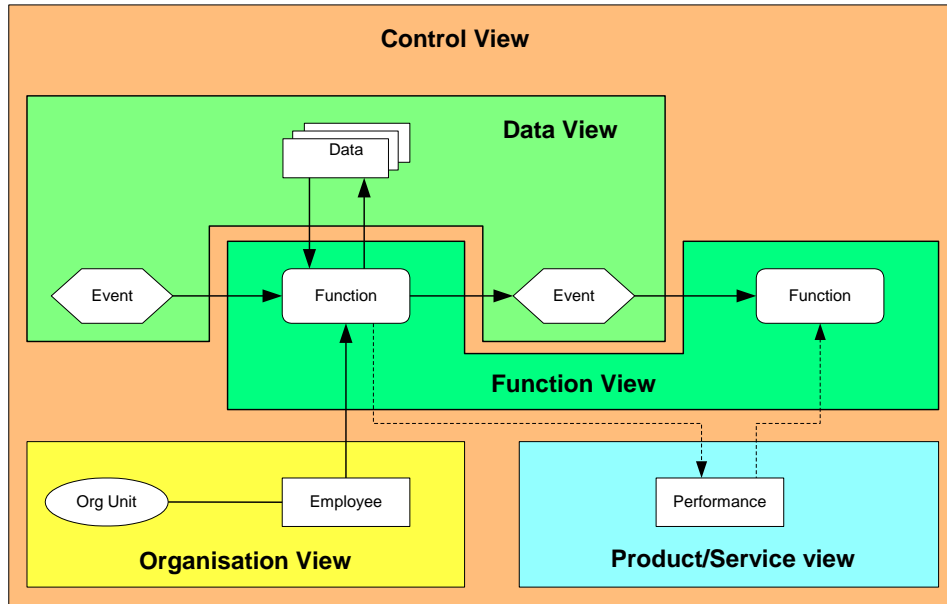 Control View
Data View
Data
Event
Function
Event
Function
Function View
Org Unit
Employee
Performance
Organisation View
Product/Service view